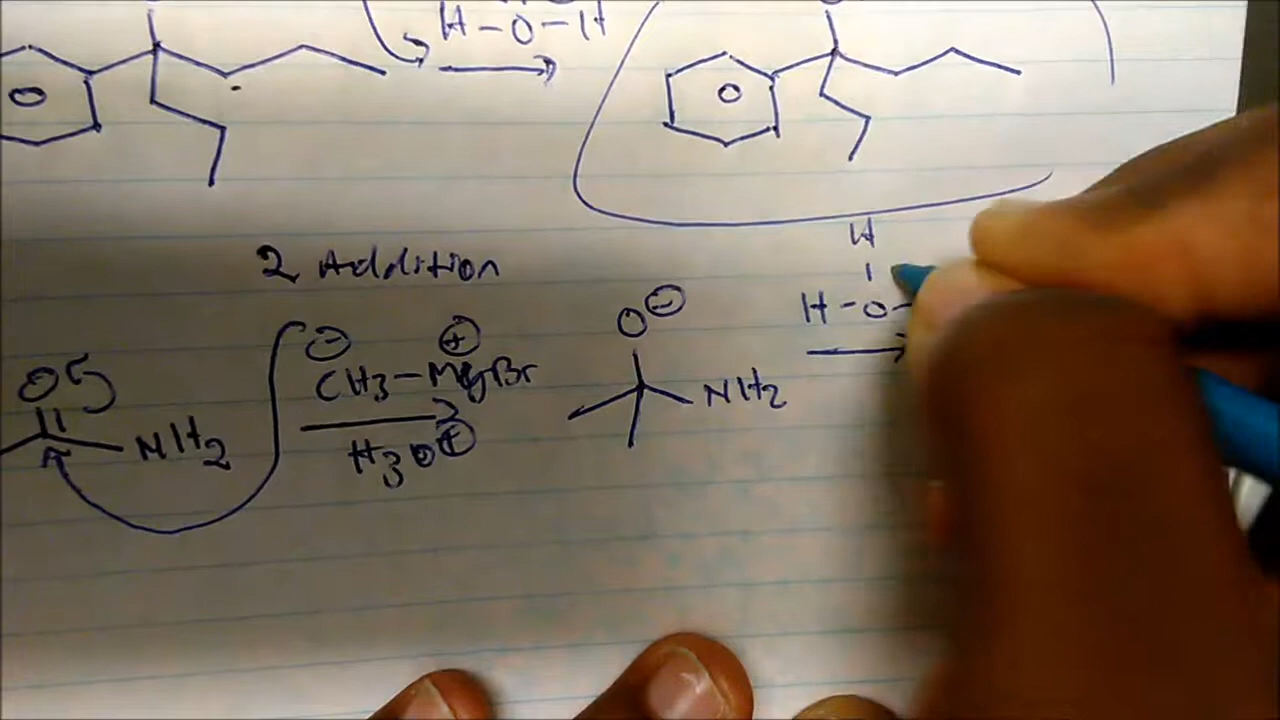 H-O-H
O
O
2 Addition
H
H-O-
O⊖
⊖ ⊕
O
CH3-MgBr
NH2
NH2
H3O⊕